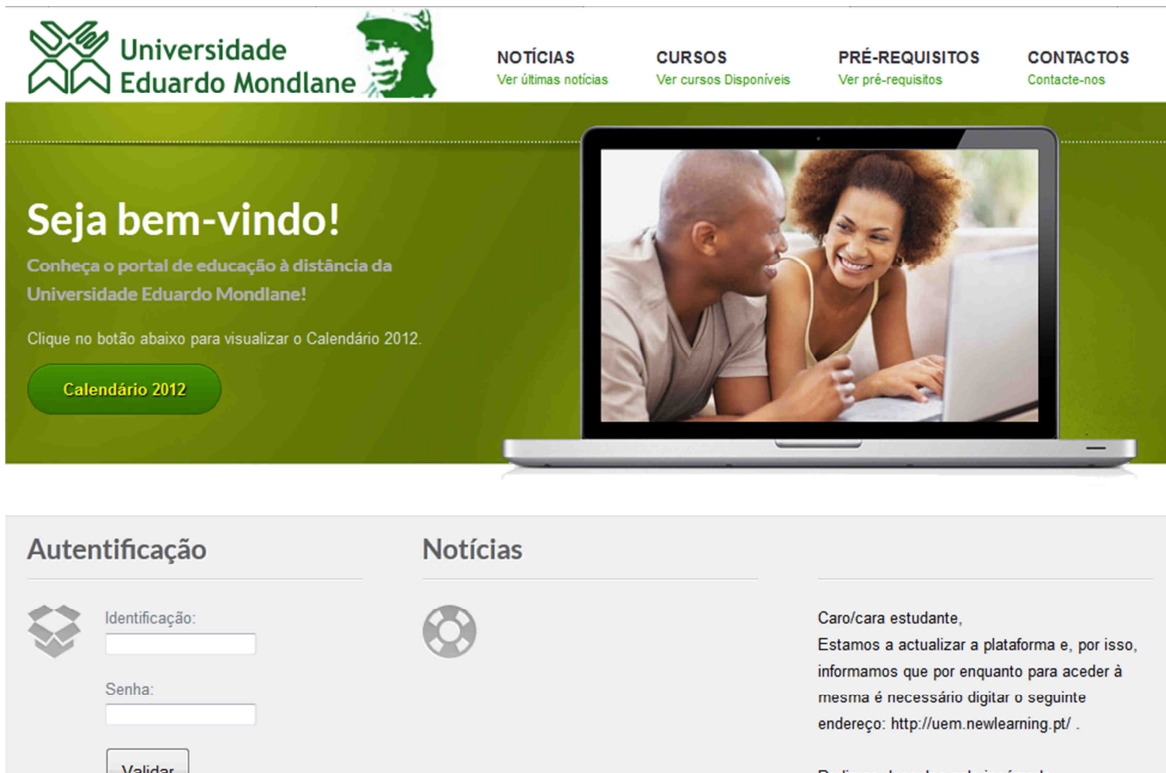 Universidade
Eduardo Mondlane
NOTÍCIAS
Ver últimas notícias
CURSOS
Ver cursos Disponíveis
PRÉ-REQUISITOS
Ver pré-requisitos
CONTACTOS
Contacte-nos
Seja bem-vindo!
Conheça o portal de educação à distância da
Universidade Eduardo Mondlane!
Clique no botão abaixo para visualizar o Calendário 2012.
Calendário 2012
Autentificação
Identificação:
Senha:
Validar
Notícias
Caro/cara estudante,
Estamos a actualizar a plataforma e, por isso,
informamos que por enquanto para aceder à
mesma é necessário digitar o seguinte
endereço: http://uem.newlearning.pt/ .